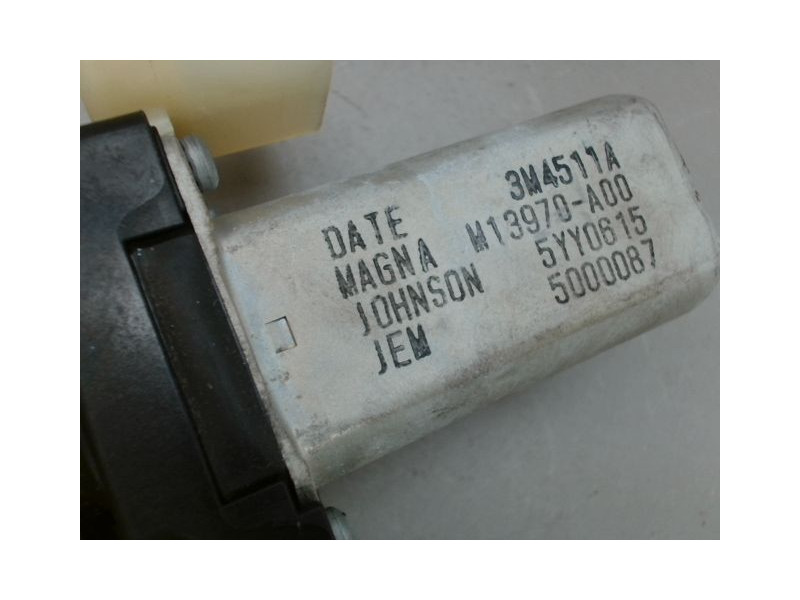 DATE 3M4511A
MAGNA M13970-A00
JOHNSON 5YY0615
JEM 5000087